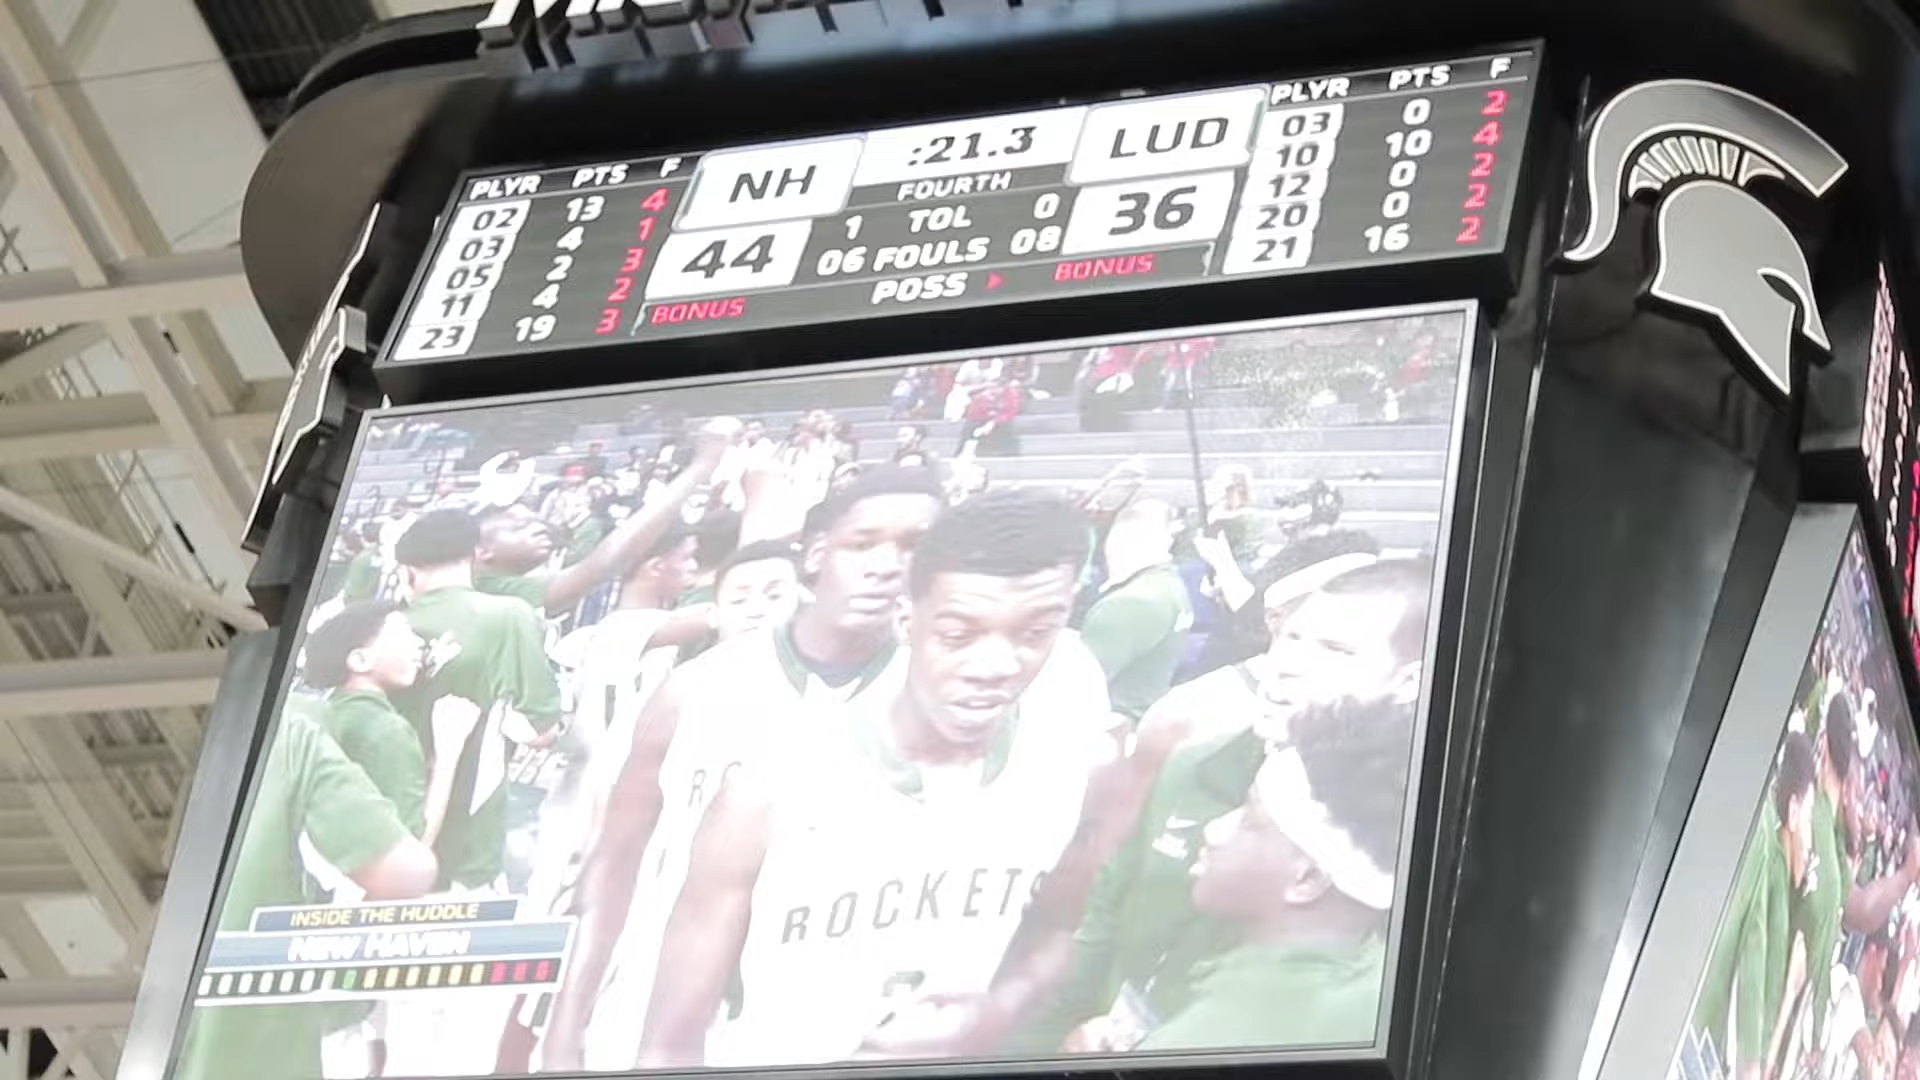 PLYR PTS F
02 13 4
03 4 1
05 2 3
11 4 2
23 19 3
NH :21.3 LUD
FOURTH
44 1 TOL 0 36
06 FOULS 08
BONUS POSS BONUS
PLYR PTS F
03 0 2
10 10 4
12 0 2
20 0 2
21 16 2
ROCKETS
INSIDE THE HUDDLE
NEW HAVEN